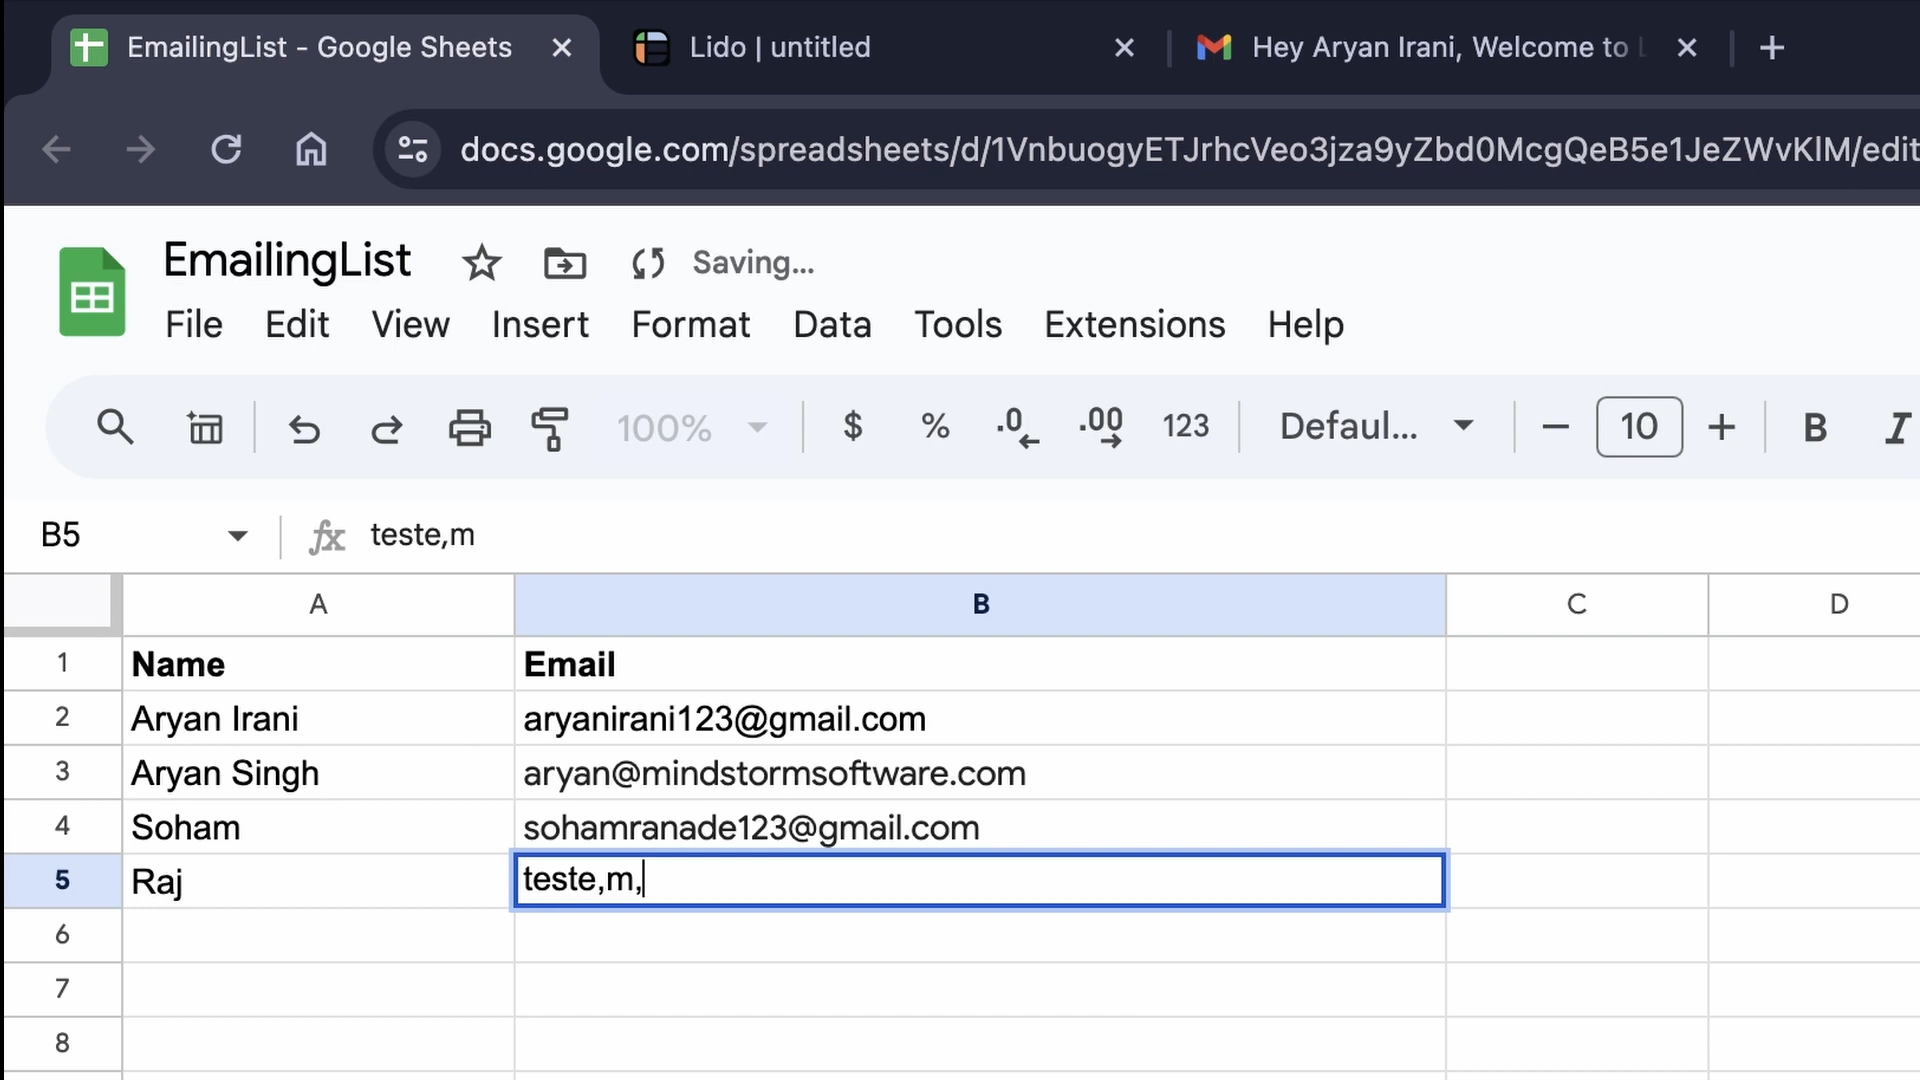 EmailingList - Google Sheets
Lido | untitled
Hey Aryan Irani, Welcome to
docs.google.com/spreadsheets/d/1VnbuogyETJrhcVeo3jza9yZbd0McgQeB5e1JeZWvKlM/edit
EmailingList
Saving...
File Edit View Insert Format Data Tools Extensions Help
100% $ % .0 .00 123 Defaul... 10 B I
B5 fx teste,m
A B C D
1 Name Email
2 Aryan Irani aryanirani123@gmail.com
3 Aryan Singh aryan@mindstormsoftware.com
4 Soham sohamranade123@gmail.com
5 Raj teste,m,
6
7
8